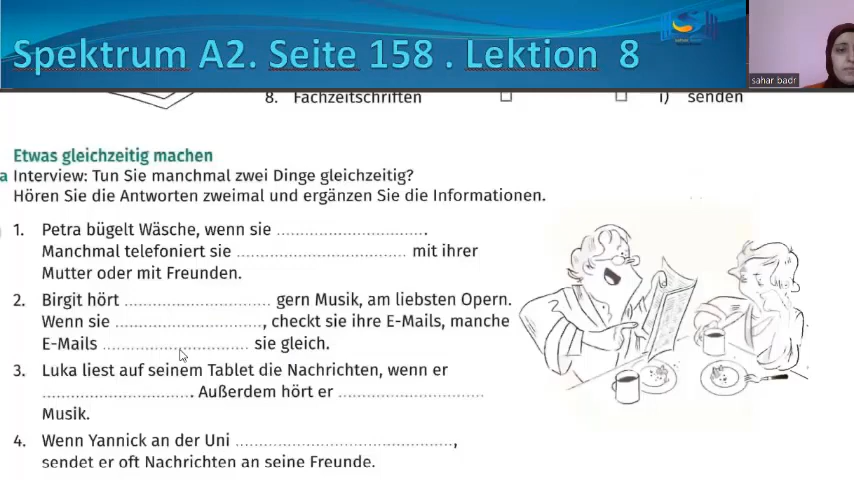 Spektrum A2. Seite 158 . Lektion 8
sahar badr
8. Fachzeitschriften i) senden
Etwas gleichzeitig machen
a Interview: Tun Sie manchmal zwei Dinge gleichzeitig?
Hören Sie die Antworten zweimal und ergänzen Sie die Informationen.
1. Petra bügelt Wäsche, wenn sie ...................................... .
Manchmal telefoniert sie ........................................... mit ihrer
Mutter oder mit Freunden.
2. Birgit hört ..................................... gern Musik, am liebsten Opern.
Wenn sie ....................................., checkt sie ihre E-Mails, manche
E-Mails ..................................... sie gleich.
3. Luka liest auf seinem Tablet die Nachrichten, wenn er
..................................... . Außerdem hört er .....................................
Musik.
4. Wenn Yannick an der Uni .......................................................,
sendet er oft Nachrichten an seine Freunde.